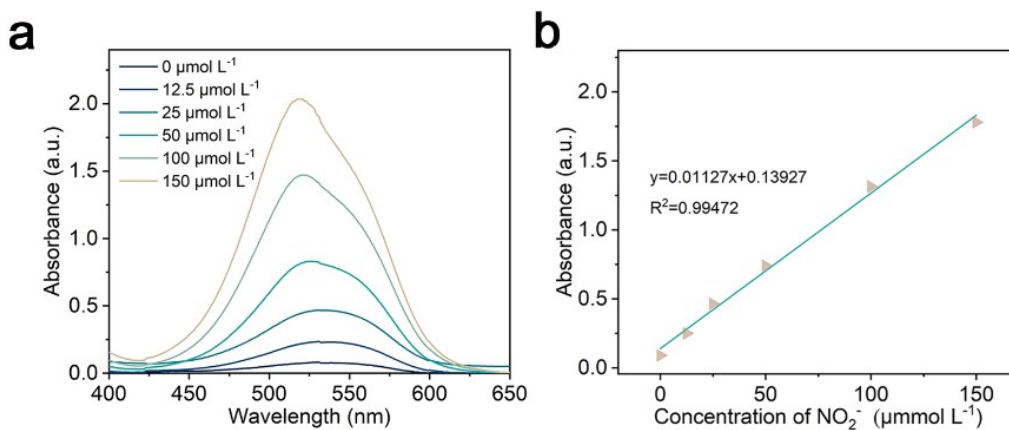 a
Absorbance (a.u.)
2.0
1.5
1.0
0.5
0.0
0 μmol L⁻¹
12.5 μmol L⁻¹
25 μmol L⁻¹
50 μmol L⁻¹
100 μmol L⁻¹
150 μmol L⁻¹
400 450 500 550 600 650
Wavelength (nm)
b
Absorbance (a.u.)
2.0
1.5
1.0
0.5
0.0
y=0.01127x+0.13927
R²=0.99472
0 50 100 150
Concentration of NO₂⁻ (μmmol L⁻¹)